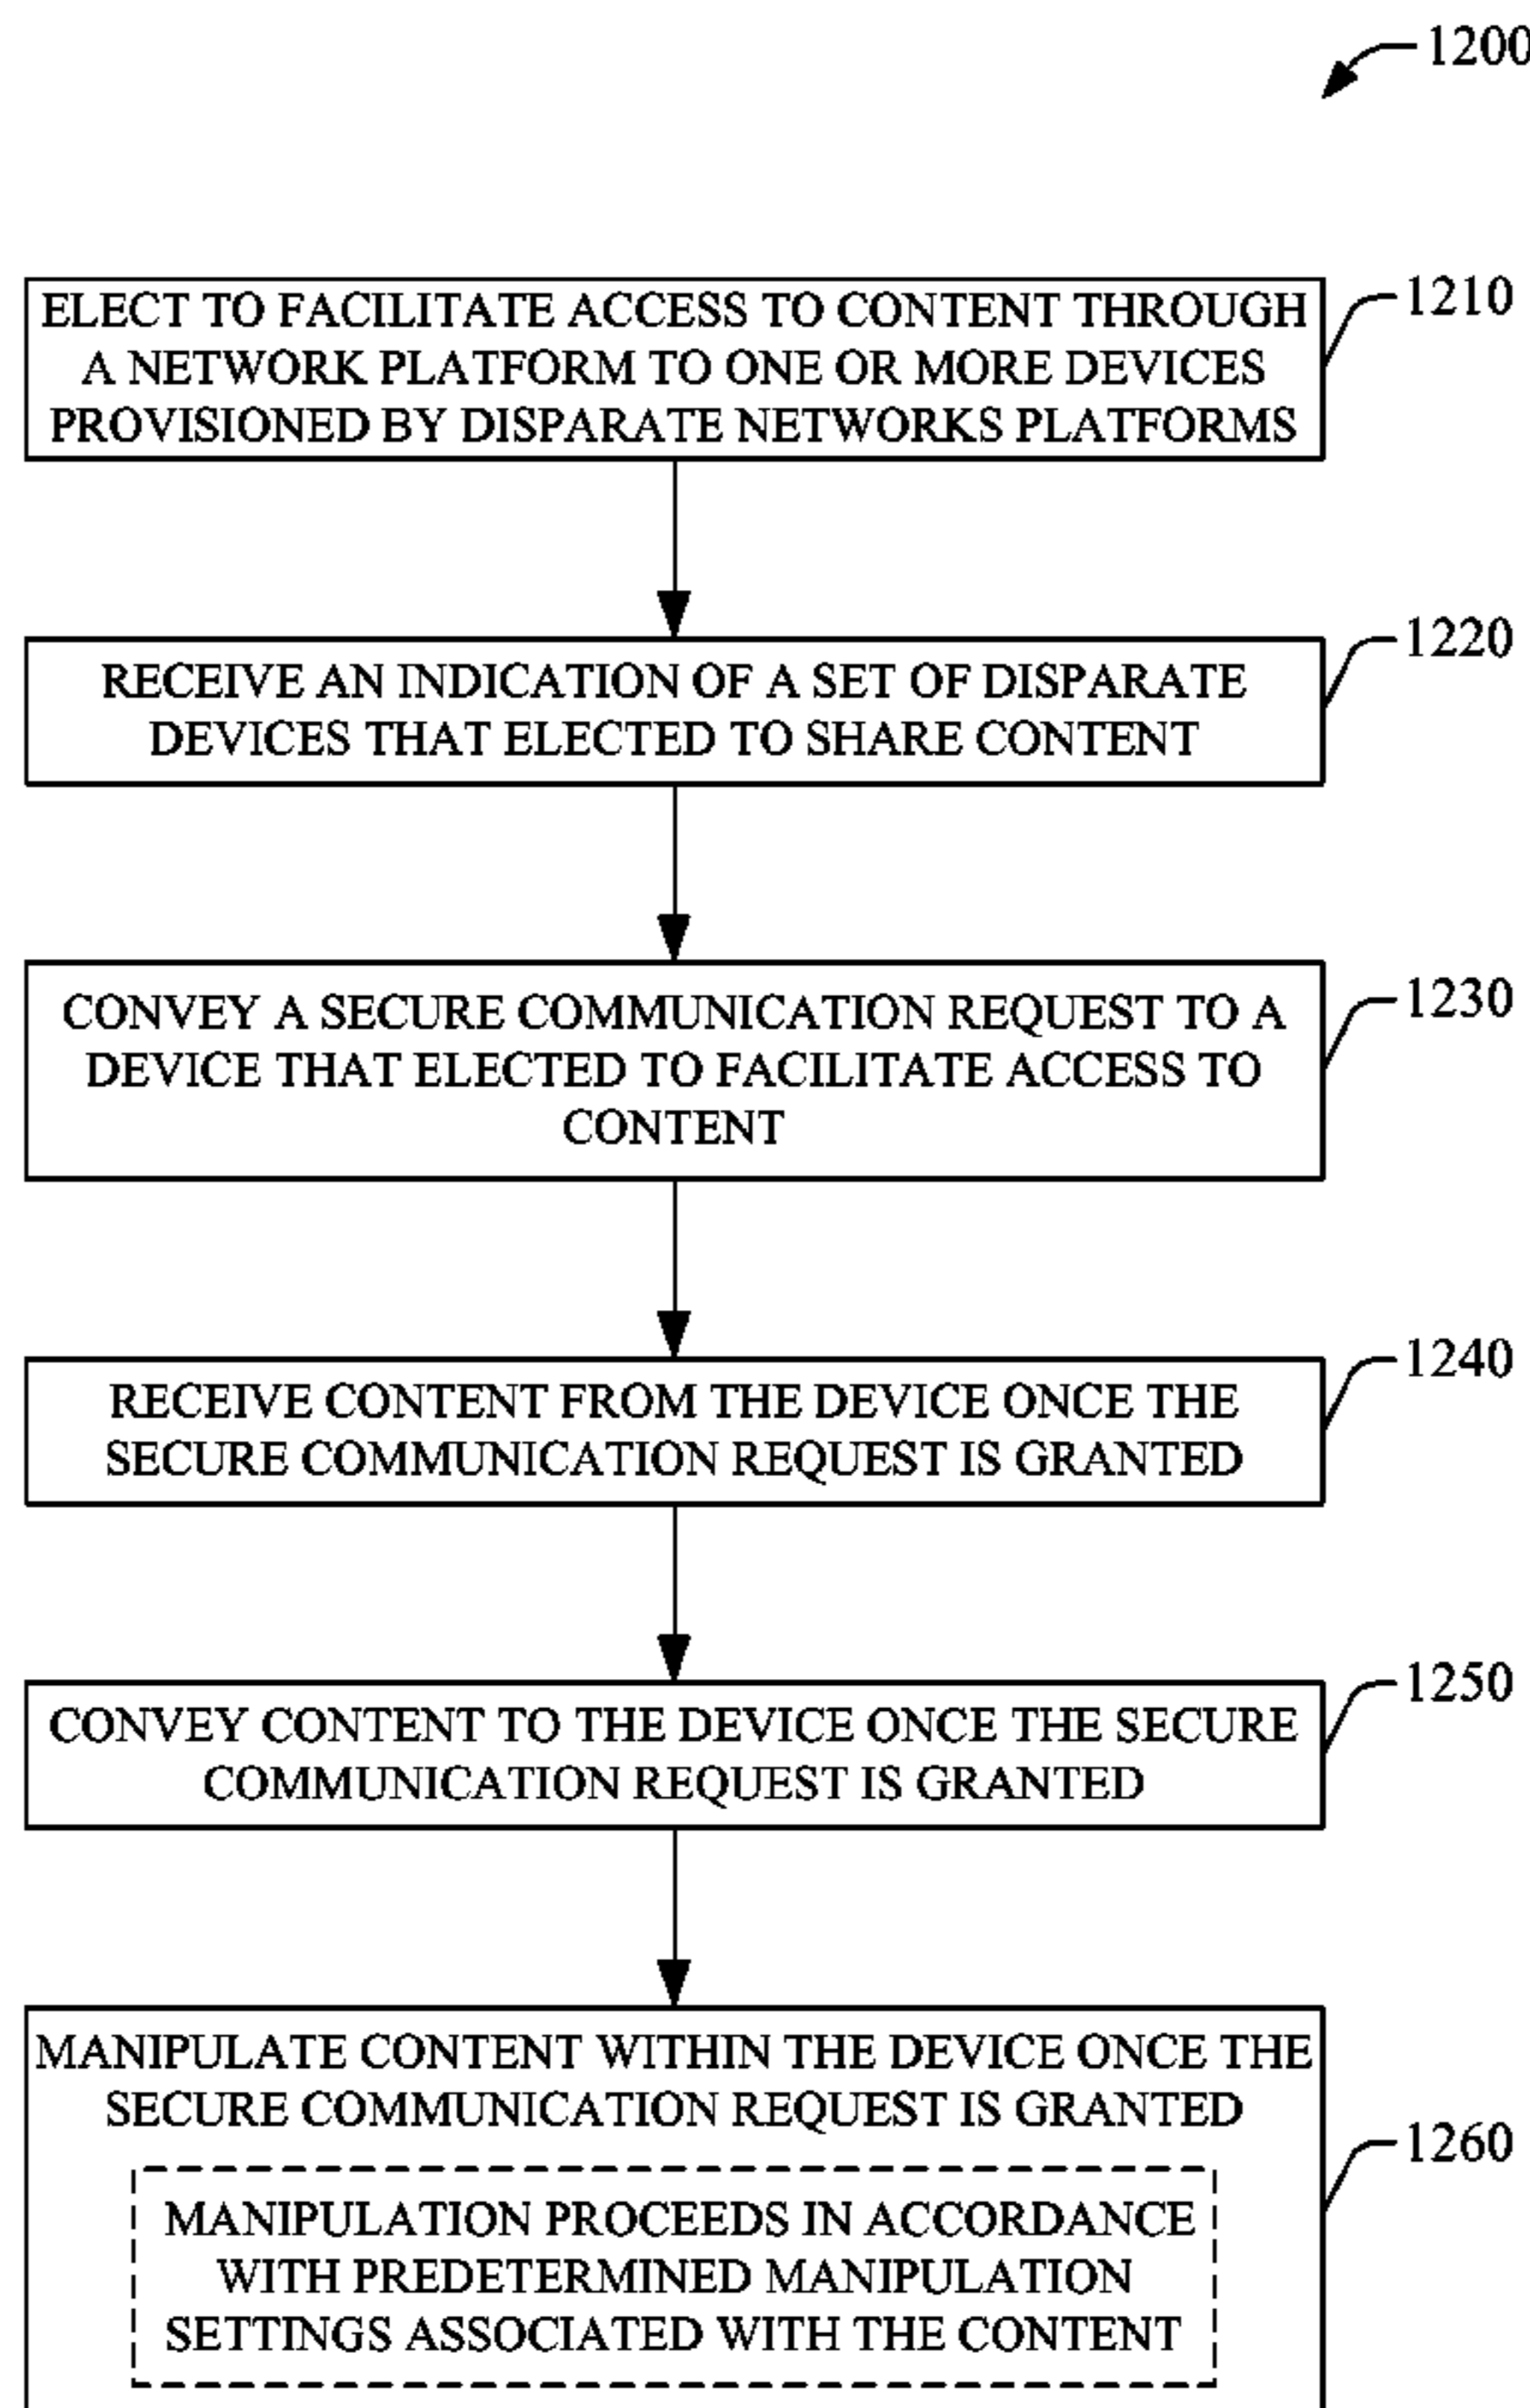 1200
ELECT TO FACILITATE ACCESS TO CONTENT THROUGH
A NETWORK PLATFORM TO ONE OR MORE DEVICES
PROVISIONED BY DISPARATE NETWORKS PLATFORMS
1210
RECEIVE AN INDICATION OF A SET OF DISPARATE
DEVICES THAT ELECTED TO SHARE CONTENT
1220
CONVEY A SECURE COMMUNICATION REQUEST TO A
DEVICE THAT ELECTED TO FACILITATE ACCESS TO
CONTENT
1230
RECEIVE CONTENT FROM THE DEVICE ONCE THE
SECURE COMMUNICATION REQUEST IS GRANTED
1240
CONVEY CONTENT TO THE DEVICE ONCE THE SECURE
COMMUNICATION REQUEST IS GRANTED
1250
MANIPULATE CONTENT WITHIN THE DEVICE ONCE THE
SECURE COMMUNICATION REQUEST IS GRANTED
1260
MANIPULATION PROCEEDS IN ACCORDANCE
WITH PREDETERMINED MANIPULATION
SETTINGS ASSOCIATED WITH THE CONTENT